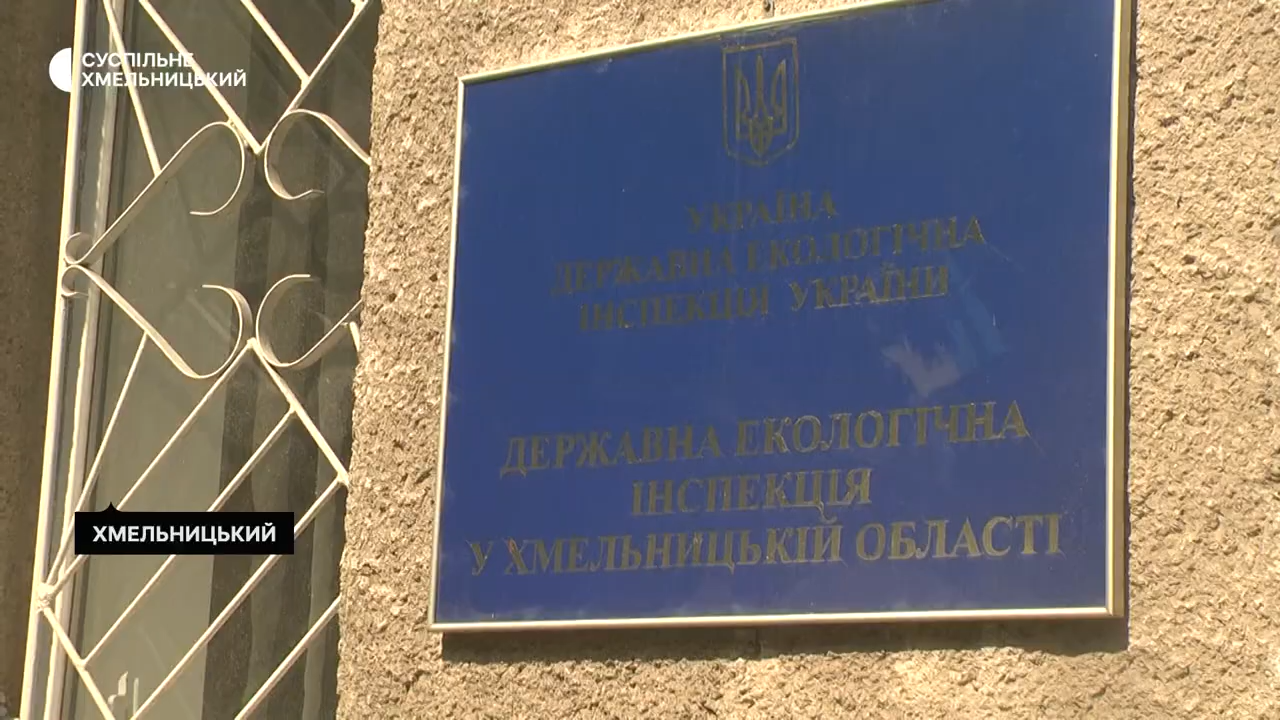 СУСПІЛЬНЕ
ХМЕЛЬНИЦЬКИЙ
УКРАЇНА
ДЕРЖАВНА ЕКОЛОГІЧНА
ІНСПЕКЦІЯ УКРАЇНИ
ДЕРЖАВНА ЕКОЛОГІЧНА
ІНСПЕКЦІЯ
У ХМЕЛЬНИЦЬКІЙ ОБЛАСТІ
ХМЕЛЬНИЦЬКИЙ